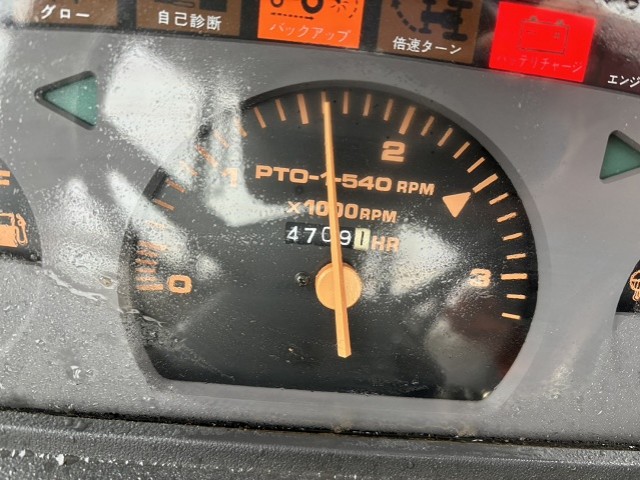 グロー
自己診断
バックアップ
倍速ターン
バッテリチャージ
エンジ
1
2
PTO-1-540 RPM
×1000RPM
4709 1 HR
0
3
F